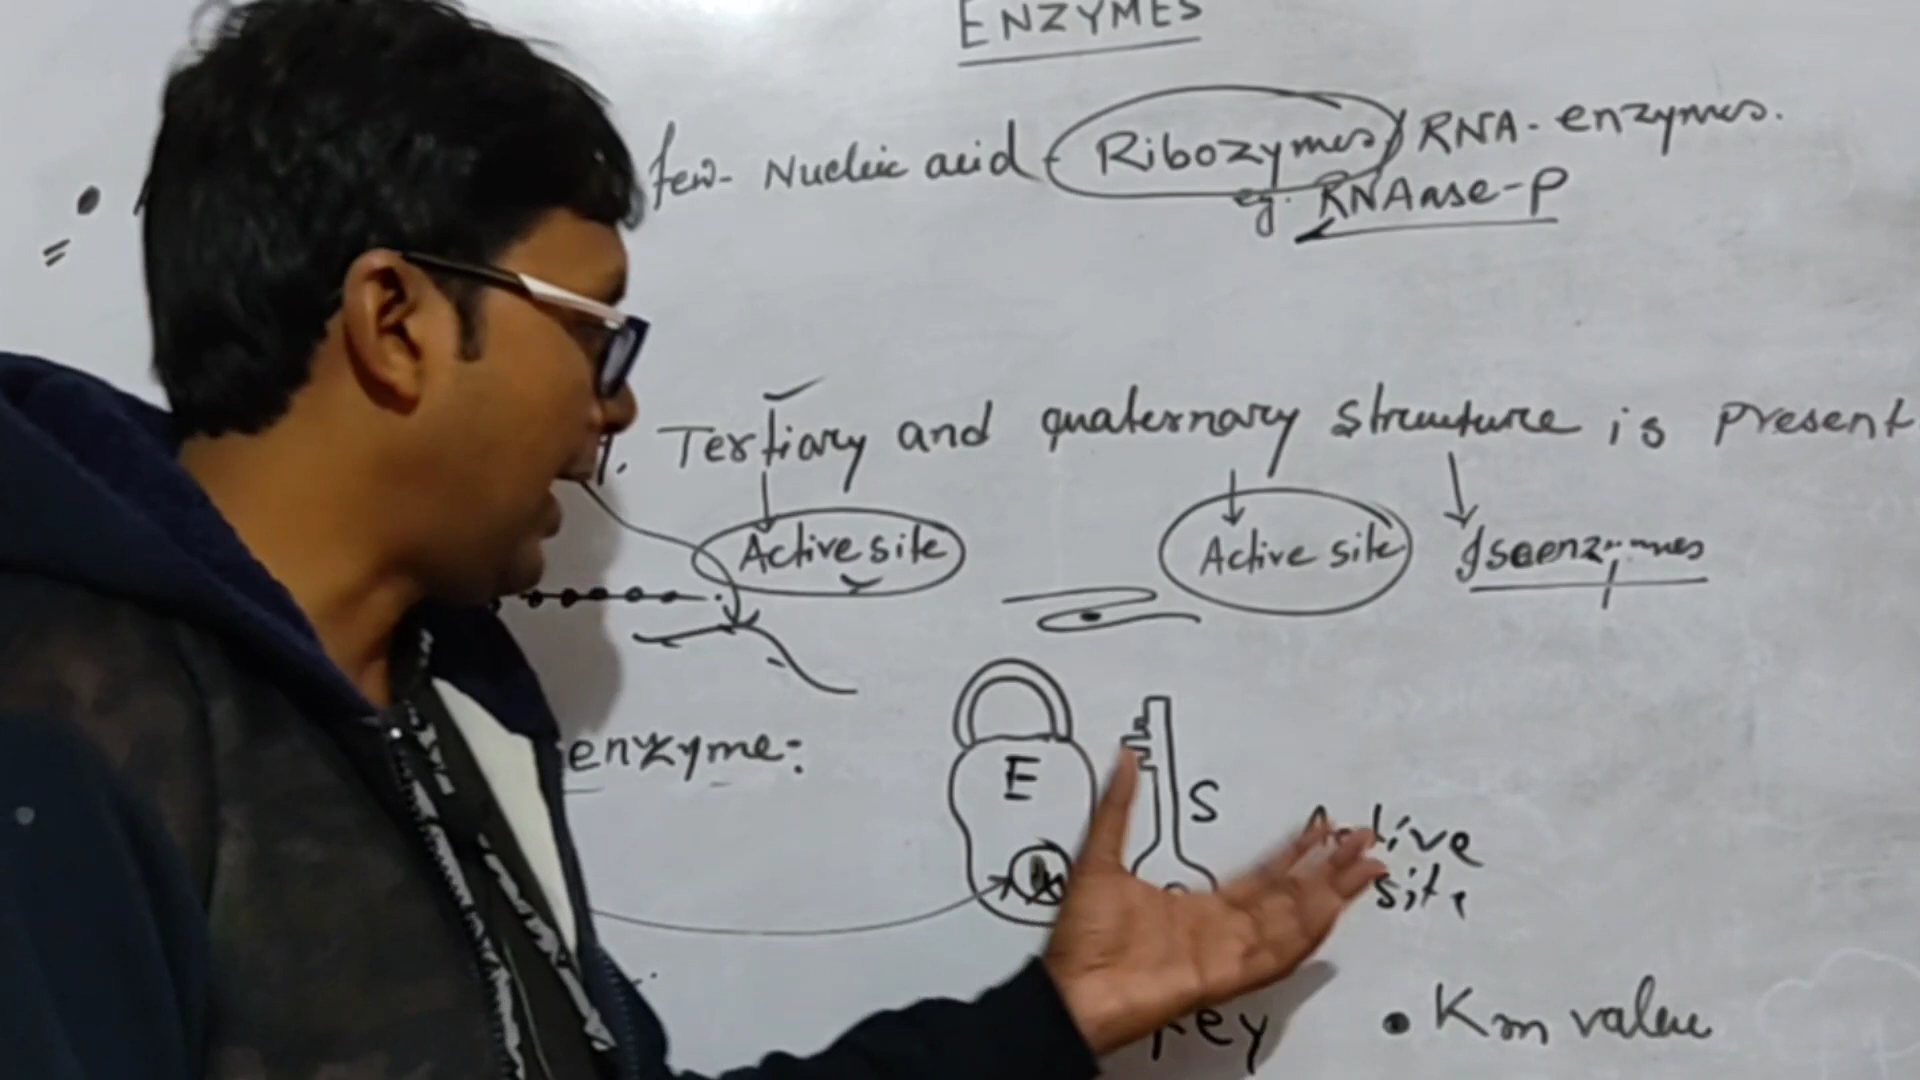 ENZYMES
few- Nucleic acid - Ribozymes / RNA-enzymes.
eg. RNAase-P
Tertiary and quaternary structure is present
Active site Active site Isoenzymes
enzyme:
E
S
Active
site
key
• Km value